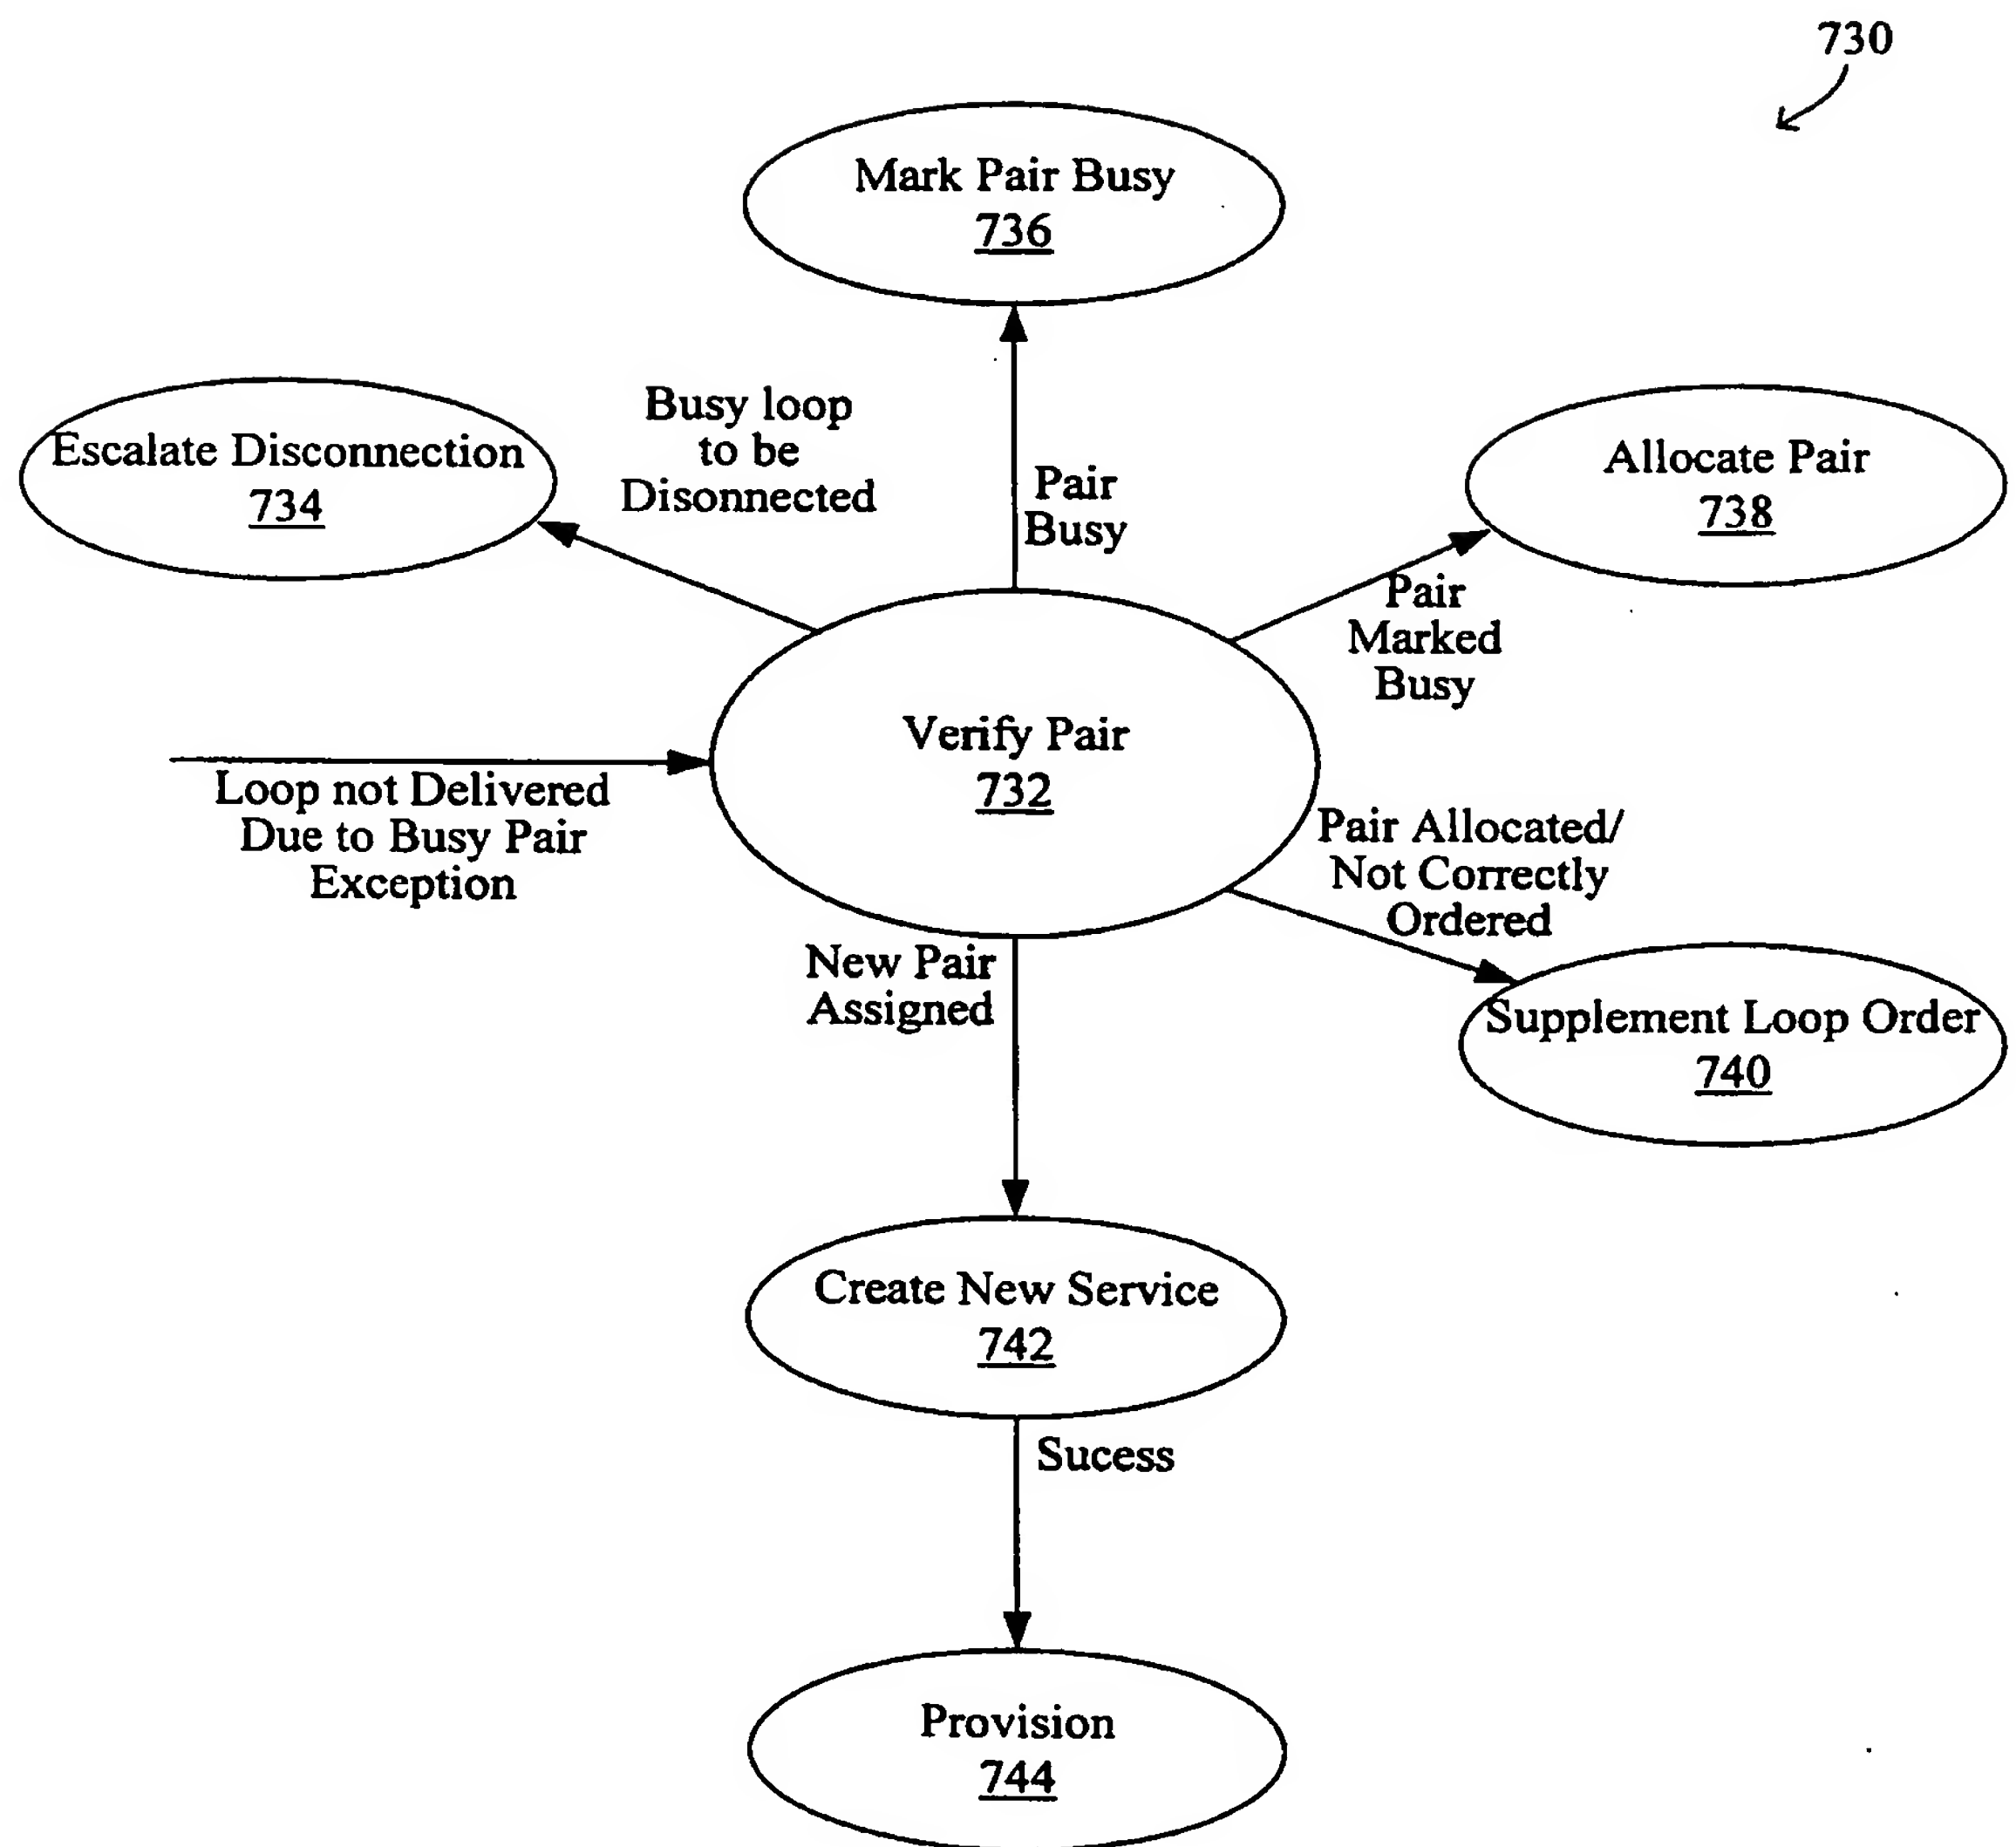 730
Mark Pair Busy
736
Escalate Disconnection
734
Busy loop
to be
Disonnected
Pair
Busy
Allocate Pair
738
Pair
Marked
Busy
Verify Pair
732
Loop not Delivered
Due to Busy Pair
Exception
Pair Allocated/
Not Correctly
Ordered
New Pair
Assigned
Supplement Loop Order
740
Create New Service
742
Sucess
Provision
744